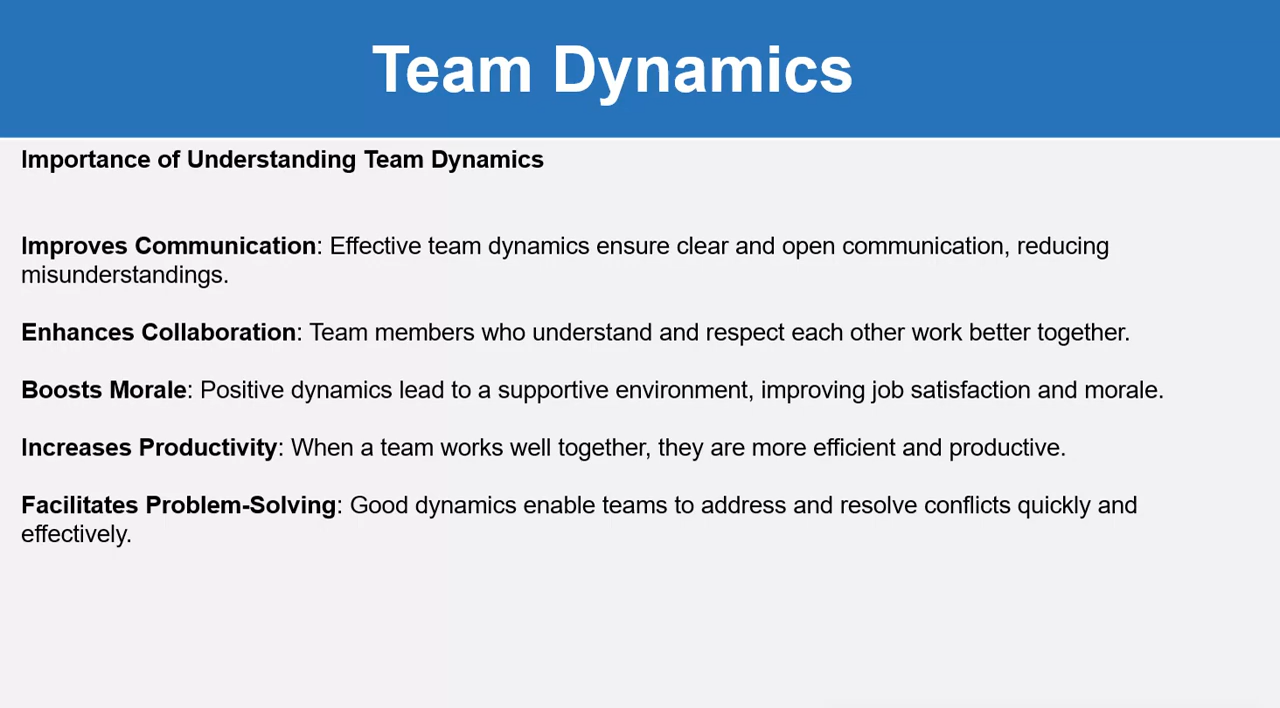 Team Dynamics
Importance of Understanding Team Dynamics
Improves Communication: Effective team dynamics ensure clear and open communication, reducing
misunderstandings.
Enhances Collaboration: Team members who understand and respect each other work better together.
Boosts Morale: Positive dynamics lead to a supportive environment, improving job satisfaction and morale.
Increases Productivity: When a team works well together, they are more efficient and productive.
Facilitates Problem-Solving: Good dynamics enable teams to address and resolve conflicts quickly and
effectively.